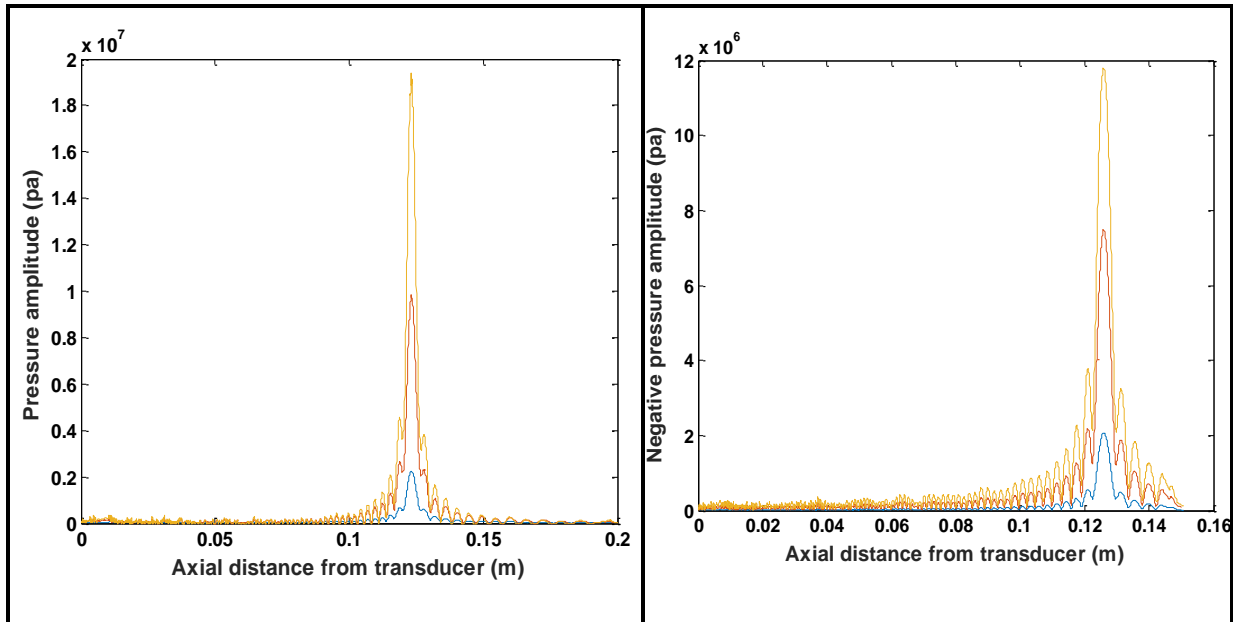 x 10^7
2
1.8
1.6
1.4
1.2
1
0.8
0.6
0.4
0.2
0
0 0.05 0.1 0.15 0.2
Pressure amplitude (pa)
Axial distance from transducer (m)
x 10^6
12
10
8
6
4
2
0
0 0.02 0.04 0.06 0.08 0.1 0.12 0.14 0.16
Negative pressure amplitude (pa)
Axial distance from transducer (m)